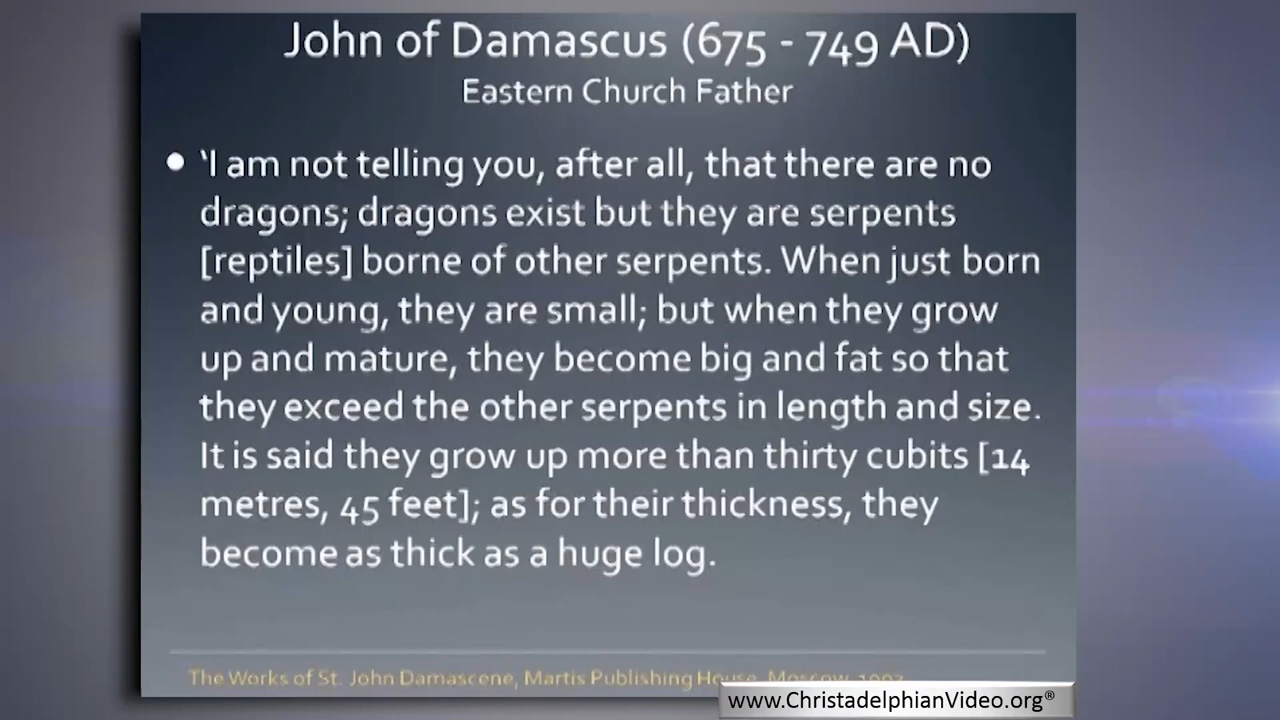 John of Damascus (675 - 749 AD)
Eastern Church Father
• ‘I am not telling you, after all, that there are no
dragons; dragons exist but they are serpents
[reptiles] borne of other serpents. When just born
and young, they are small; but when they grow
up and mature, they become big and fat so that
they exceed the other serpents in length and size.
It is said they grow up more than thirty cubits [14
metres, 45 feet]; as for their thickness, they
become as thick as a huge log.
The Works of St. John Damascene, Martis Publishing House, Moscow,
www.ChristadelphianVideo.org®